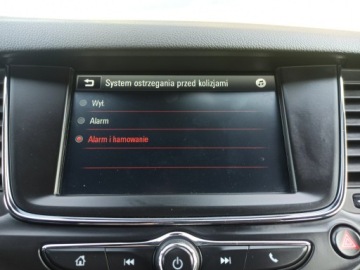 System ostrzegania przed kolizjami
Wył
Alarm
Alarm i hamowanie